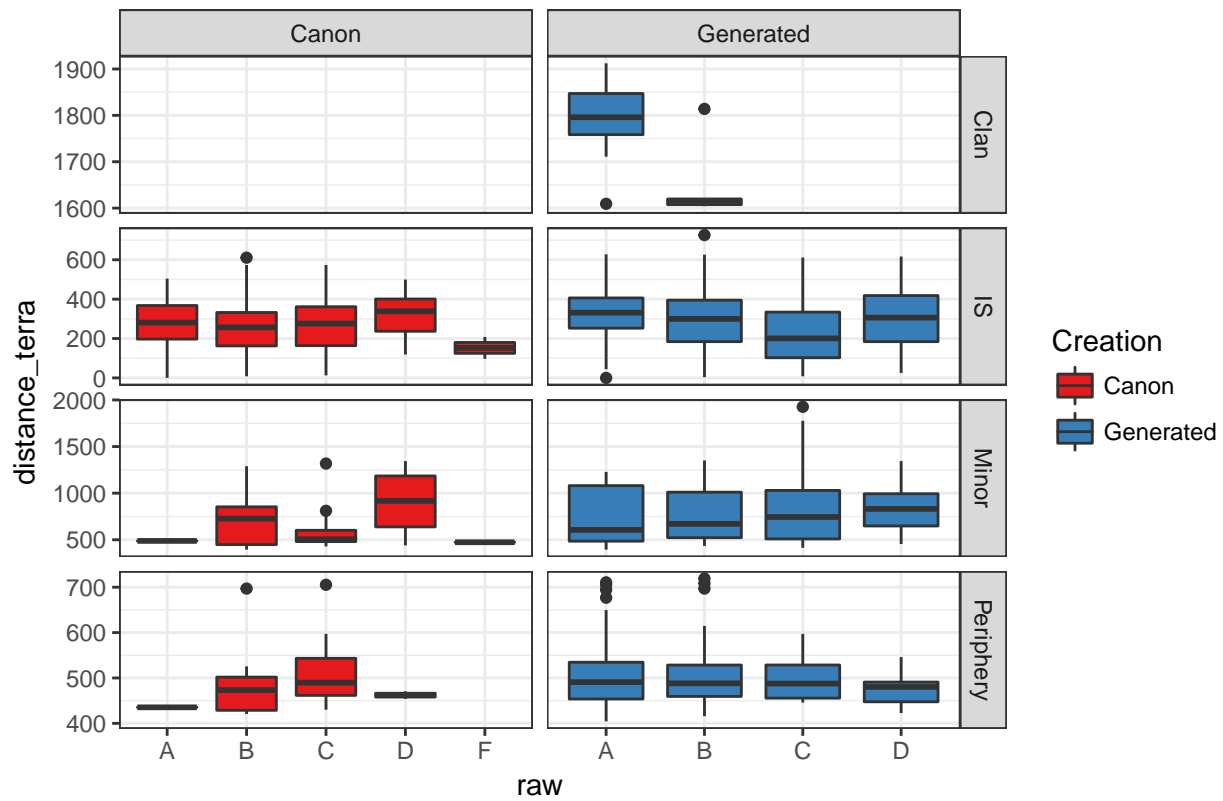 Canon Generated
1900
1800
1700
1600
Clan
600
400
200
0
IS
2000
1500
1000
500
Minor
700
600
500
400
Periphery
A B C D F A B C D
raw
distance_terra
Creation
Canon
Generated